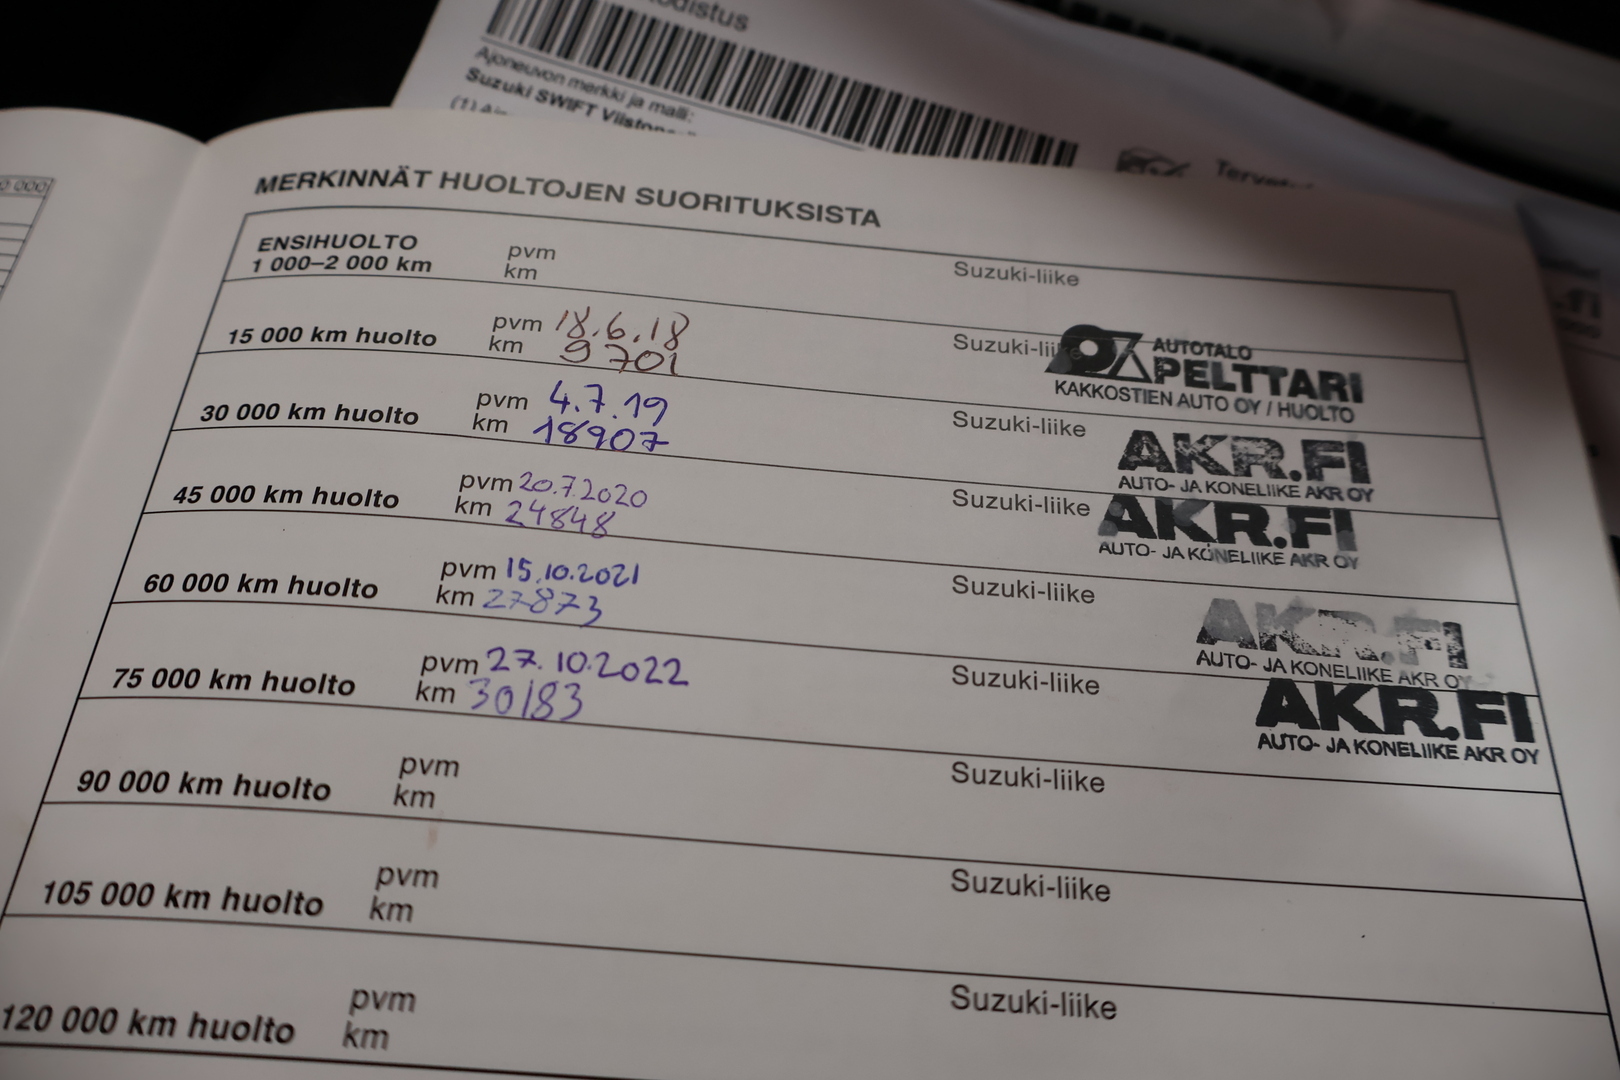 Ajoneuvon merkki ja malli:
Suzuki SWIFT
MERKINNÄT HUOLTOJEN SUORITUKSISTA
ENSIHUOLTO
1 000–2 000 km
pvm
km
Suzuki-liike
15 000 km huolto
pvm 18.6.18
km 9 701
Suzuki-liike
AUTOTALO
PELTTARI
KAKKOSTIEN AUTO OY / HUOLTO
30 000 km huolto
pvm 4.7.19
km 18907
Suzuki-liike
AKR.FI
AUTO- JA KONELIIKE AKR OY
45 000 km huolto
pvm 20.7.2020
km 24848
Suzuki-liike
AKR.FI
AUTO- JA KONELIIKE AKR OY
60 000 km huolto
pvm 15.10.2021
km 27873
Suzuki-liike
AKR.FI
AUTO- JA KONELIIKE AKR OY
75 000 km huolto
pvm 27.10.2022
km 30183
Suzuki-liike
AKR.FI
AUTO- JA KONELIIKE AKR OY
90 000 km huolto
pvm
km
Suzuki-liike
105 000 km huolto
pvm
km
Suzuki-liike
120 000 km huolto
pvm
km
Suzuki-liike